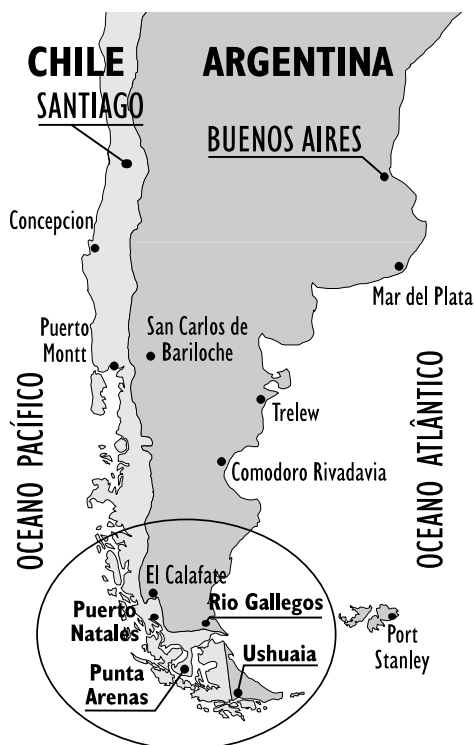 CHILE ARGENTINA
SANTIAGO
BUENOS AIRES
Concepcion
Mar del Plata
Puerto
Montt
San Carlos de
Bariloche
Trelew
OCEANO PACÍFICO
OCEANO ATLÂNTICO
Comodoro Rivadavia
El Calafate
Puerto
Natales
Rio Gallegos
Port
Stanley
Ushuaia
Punta
Arenas